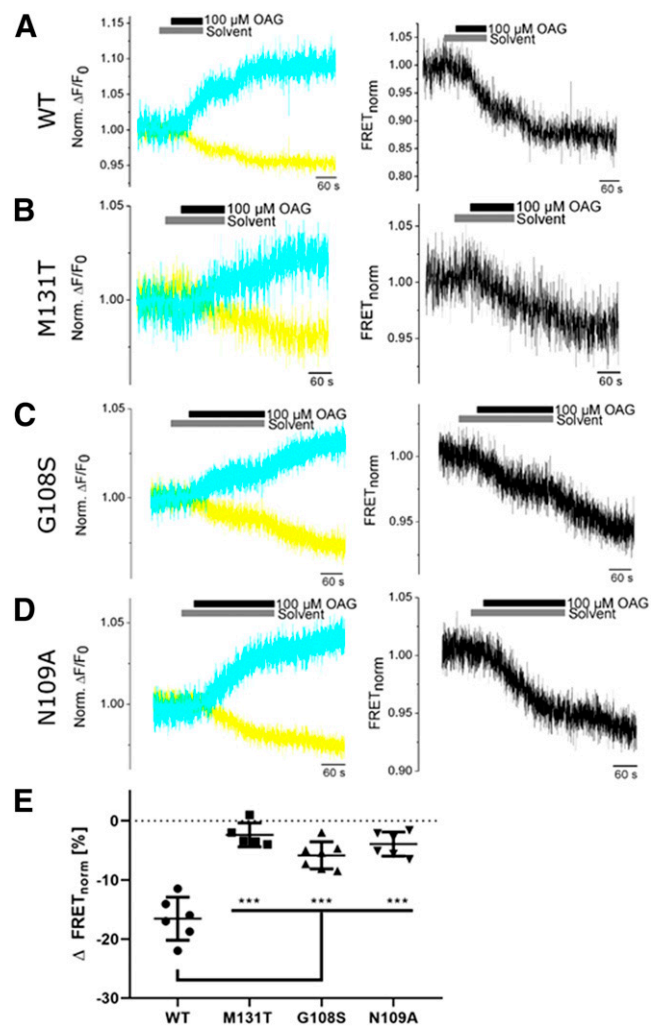 A
WT
Norm. ΔF/F0
1.15
1.10
1.05
1.00
0.95
100 µM OAG
Solvent
60 s
FRETnorm
1.05
1.00
0.95
0.90
0.85
0.80
100 µM OAG
Solvent
60 s
B
M131T
Norm. ΔF/F0
1.05
1.00
100 µM OAG
Solvent
60 s
FRETnorm
1.05
1.00
0.95
100 µM OAG
Solvent
60 s
C
G108S
Norm. ΔF/F0
1.05
1.00
100 µM OAG
Solvent
60 s
FRETnorm
1.00
0.95
100 µM OAG
Solvent
60 s
D
N109A
Norm. ΔF/F0
1.05
1.00
100 µM OAG
Solvent
60 s
FRETnorm
1.05
1.00
0.95
0.90
100 µM OAG
Solvent
60 s
E
Δ FRETnorm [%]
0
-10
-20
-30
*** *** ***
WT M131T G108S N109A